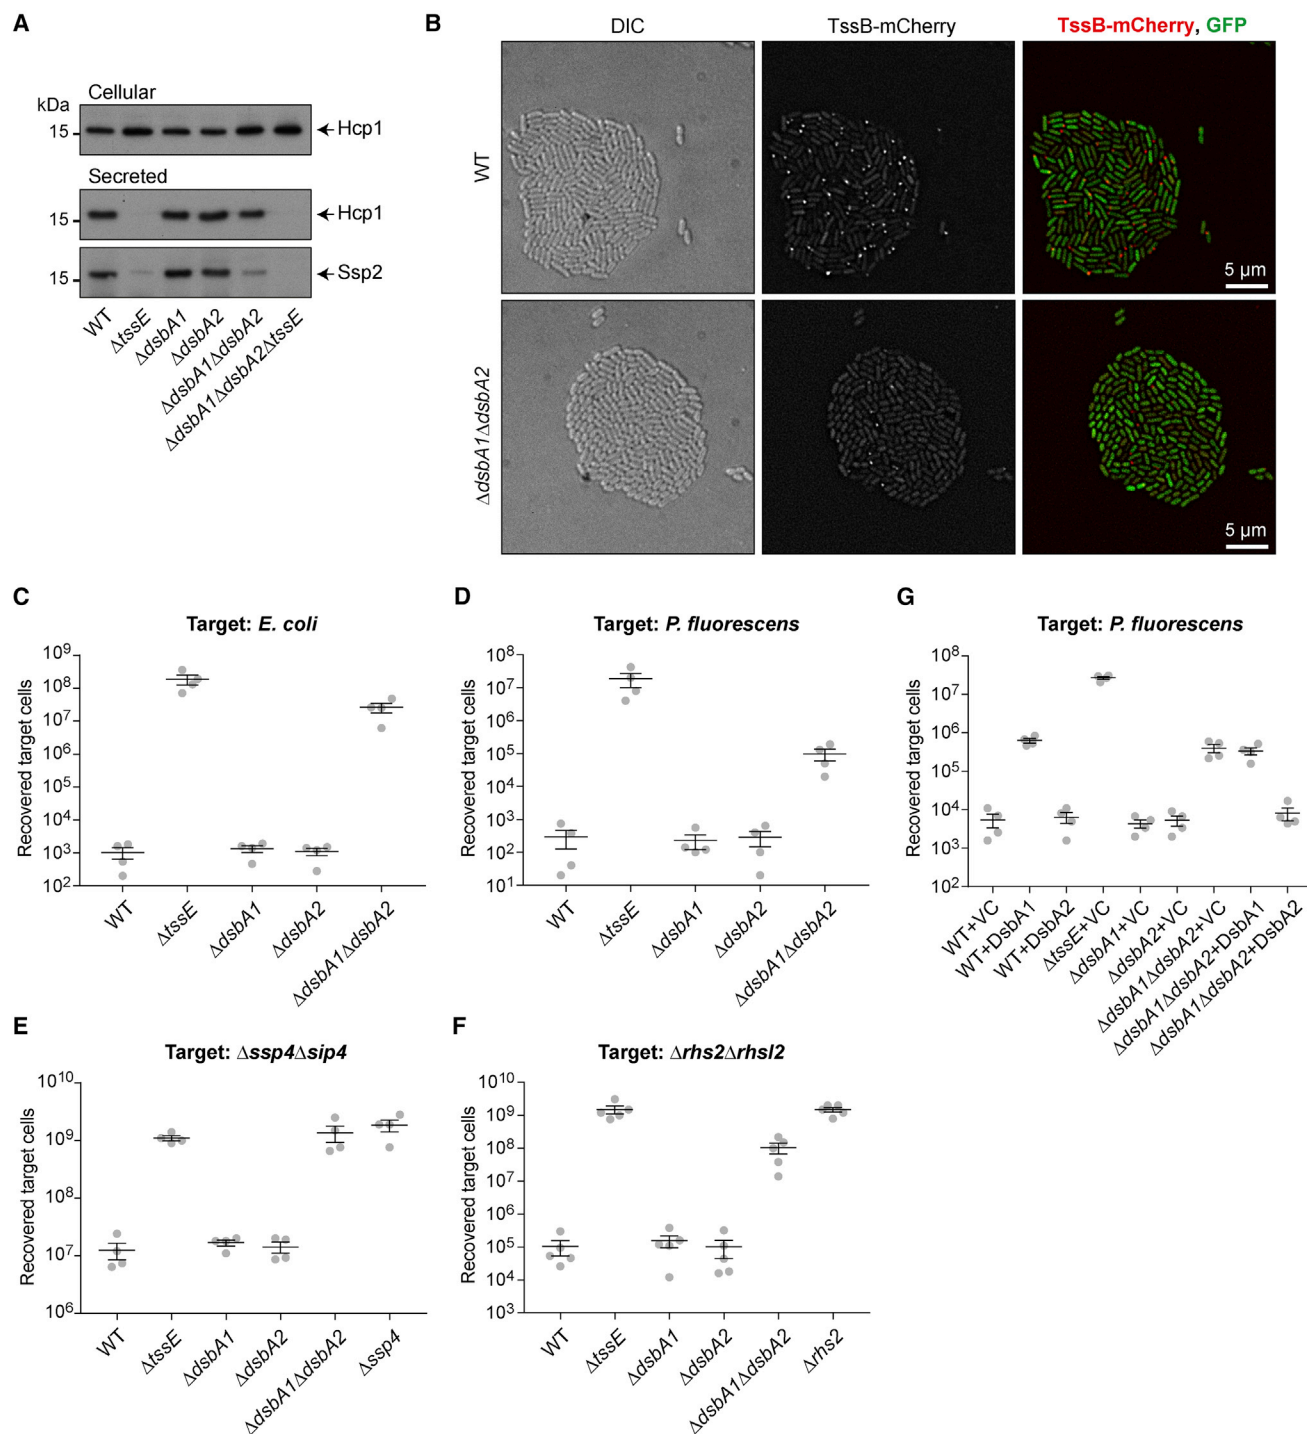 A
kDa
Cellular
15
Hcp1
Secreted
15
Hcp1
15
Ssp2
WT
ΔtssE
ΔdsbA1
ΔdsbA2
ΔdsbA1ΔdsbA2
ΔdsbA1ΔdsbA2ΔtssE
B
DIC
TssB-mCherry
TssB-mCherry, GFP
WT
5 µm
ΔdsbA1ΔdsbA2
5 µm
C
Target: E. coli
Recovered target cells
10⁹
10⁸
10⁷
10⁶
10⁵
10⁴
10³
10²
WT
ΔtssE
ΔdsbA1
ΔdsbA2
ΔdsbA1ΔdsbA2
D
Target: P. fluorescens
Recovered target cells
10⁸
10⁷
10⁶
10⁵
10⁴
10³
10²
10¹
WT
ΔtssE
ΔdsbA1
ΔdsbA2
ΔdsbA1ΔdsbA2
G
Target: P. fluorescens
Recovered target cells
10⁸
10⁷
10⁶
10⁵
10⁴
10³
10²
WT+VC
WT+DsbA1
WT+DsbA2
ΔtssE+VC
ΔdsbA1+VC
ΔdsbA2+VC
ΔdsbA1ΔdsbA2+VC
ΔdsbA1ΔdsbA2+DsbA1
ΔdsbA1ΔdsbA2+DsbA2
E
Target: Δssp4Δsip4
Recovered target cells
10¹⁰
10⁹
10⁸
10⁷
10⁶
WT
ΔtssE
ΔdsbA1
ΔdsbA2
ΔdsbA1ΔdsbA2
Δssp4
F
Target: Δrhs2ΔrhsI2
Recovered target cells
10¹⁰
10⁹
10⁸
10⁷
10⁶
10⁵
10⁴
10³
WT
ΔtssE
ΔdsbA1
ΔdsbA2
ΔdsbA1ΔdsbA2
Δrhs2